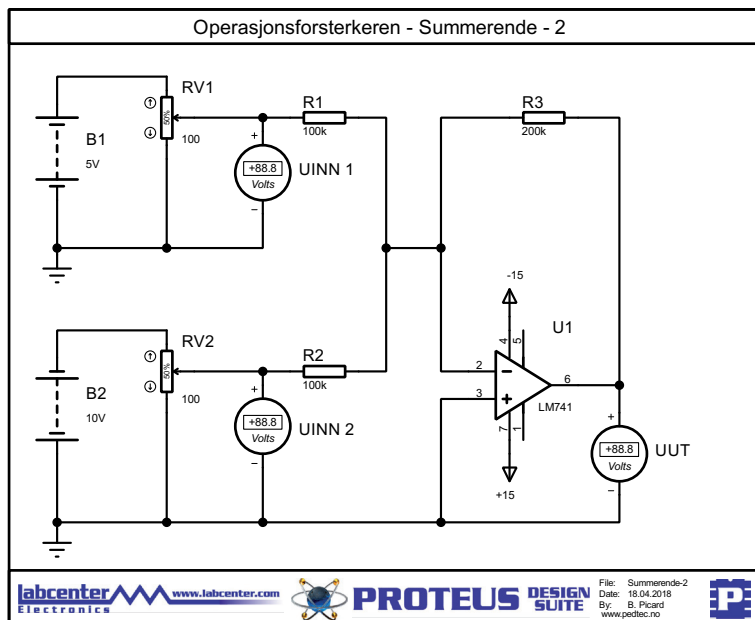 Operasjonsforsterkeren - Summerende - 2
RV1
50%
100
B1
5V
R1
100k
R3
200k
+
+88.8
Volts
−
UINN 1
-15
U1
4
5
2
3
6
7
1
LM741
+15
RV2
50%
100
B2
10V
R2
100k
+
+88.8
Volts
−
UINN 2
+
+88.8
Volts
−
UUT
labcenter www.labcenter.com
Electronics
PROTEUS DESIGN SUITE
File: Summerende-2
Date: 18.04.2018
By: B. Picard
www.pedtec.no